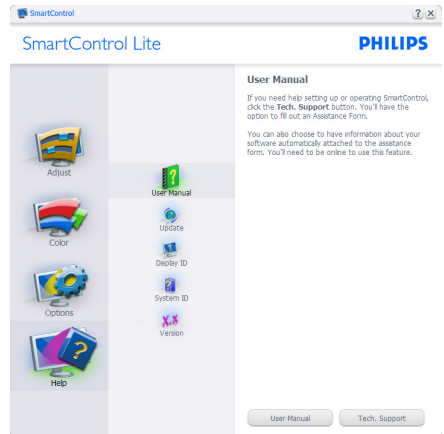 SmartControl
SmartControl Lite
PHILIPS
Adjust
Color
Options
Help
User Manual
Update
Display ID
System ID
X.X
Version
User Manual
If you need help setting up or operating SmartControl,
click the Tech. Support button. You'll have the
option to fill out an Assistance Form.
You can also choose to have information about your
software automatically attached to the assistance
form. You'll need to be online to use this feature.
User Manual
Tech. Support